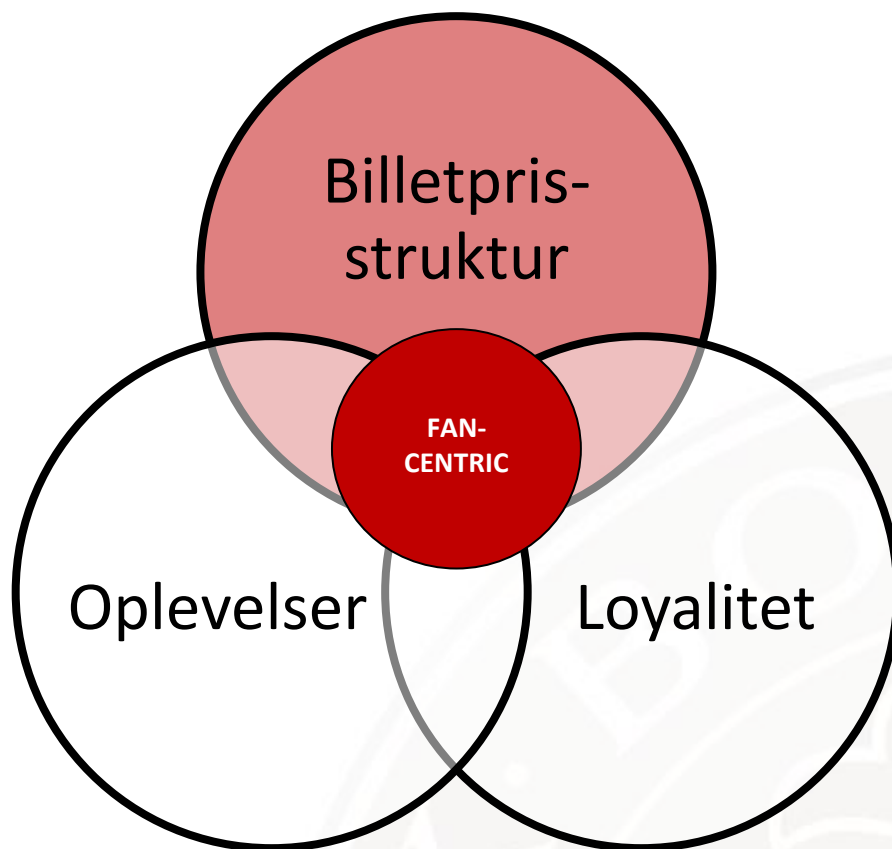 Billetpris-
struktur
FAN-
CENTRIC
Oplevelser
Loyalitet